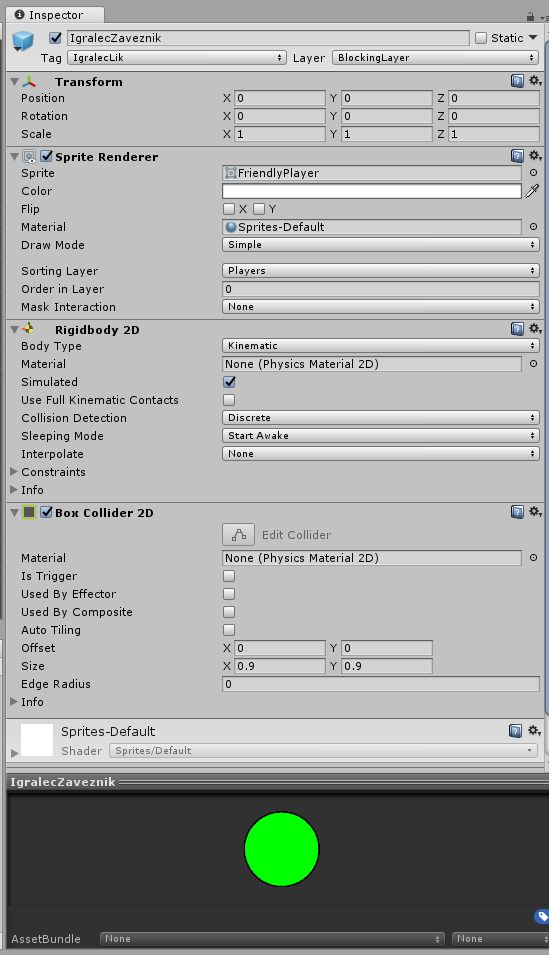 Inspector
IgralecZaveznik Static
Tag IgralecLik Layer BlockingLayer
Transform
Position X 0 Y 0 Z 0
Rotation X 0 Y 0 Z 0
Scale X 1 Y 1 Z 1
Sprite Renderer
Sprite FriendlyPlayer
Color
Flip X Y
Material Sprites-Default
Draw Mode Simple
Sorting Layer Players
Order in Layer 0
Mask Interaction None
Rigidbody 2D
Body Type Kinematic
Material None (Physics Material 2D)
Simulated
Use Full Kinematic Contacts
Collision Detection Discrete
Sleeping Mode Start Awake
Interpolate None
Constraints
Info
Box Collider 2D
Edit Collider
Material None (Physics Material 2D)
Is Trigger
Used By Effector
Used By Composite
Auto Tiling
Offset X 0 Y 0
Size X 0.9 Y 0.9
Edge Radius 0
Info
Sprites-Default
Shader Sprites/Default
IgralecZaveznik
AssetBundle None None